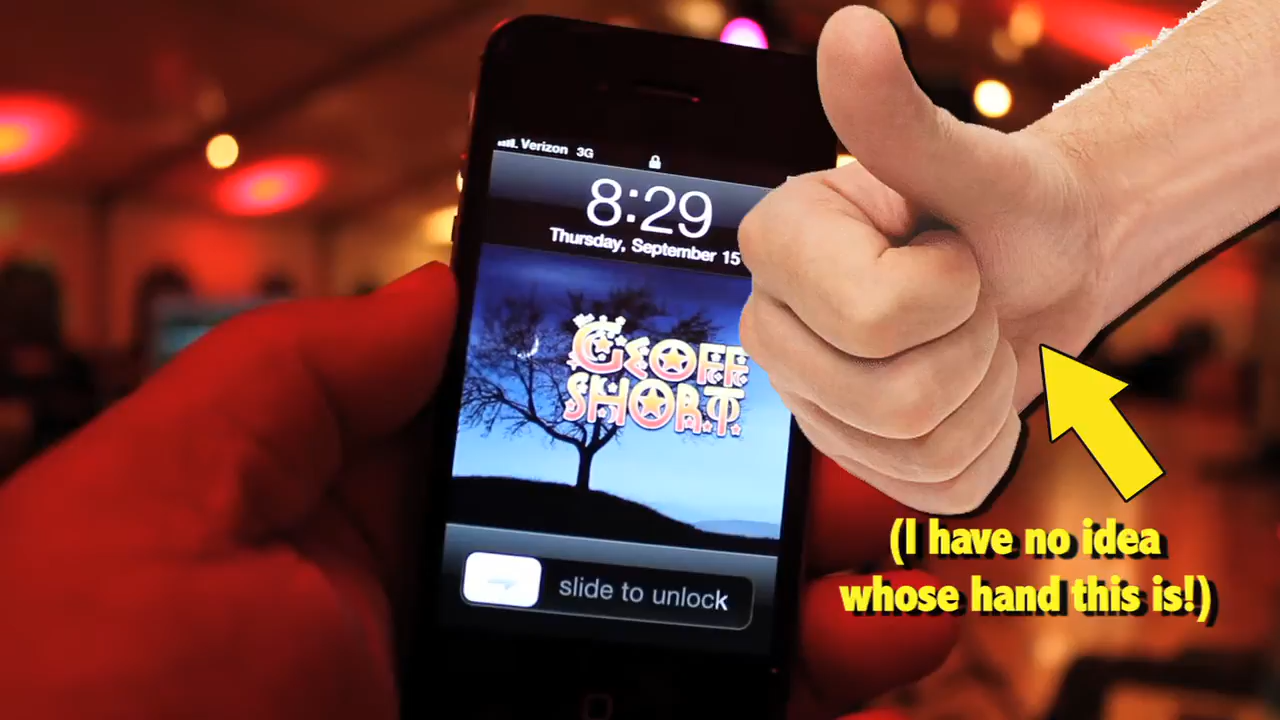 Verizon 3G
8:29
Thursday, September 15
GEOFF
SHORT
slide to unlock
(I have no idea
whose hand this is!)